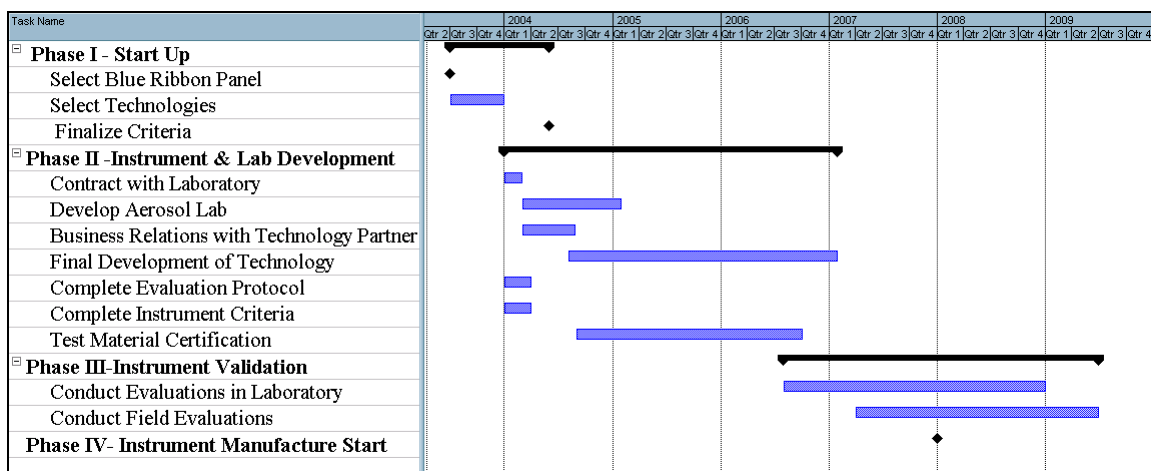 Task Name
2004 2005 2006 2007 2008 2009
Qtr 2 Qtr 3 Qtr 4 Qtr 1 Qtr 2 Qtr 3 Qtr 4 Qtr 1 Qtr 2 Qtr 3 Qtr 4 Qtr 1 Qtr 2 Qtr 3 Qtr 4 Qtr 1 Qtr 2 Qtr 3 Qtr 4 Qtr 1 Qtr 2 Qtr 3 Qtr 4 Qtr 1 Qtr 2 Qtr 3 Qtr 4
Phase I - Start Up
Select Blue Ribbon Panel
Select Technologies
Finalize Criteria
Phase II -Instrument & Lab Development
Contract with Laboratory
Develop Aerosol Lab
Business Relations with Technology Partner
Final Development of Technology
Complete Evaluation Protocol
Complete Instrument Criteria
Test Material Certification
Phase III-Instrument Validation
Conduct Evaluations in Laboratory
Conduct Field Evaluations
Phase IV- Instrument Manufacture Start